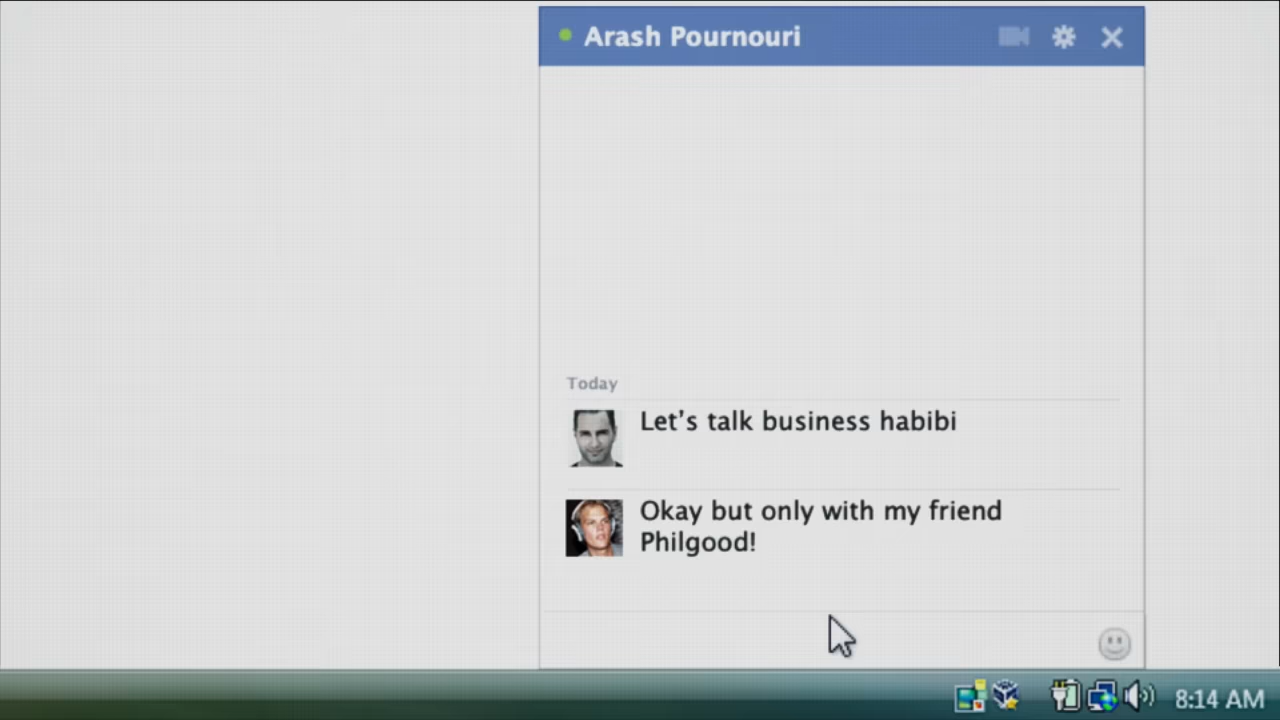 Arash Pournouri
Today
Let's talk business habibi
Okay but only with my friend
Philgood!
8:14 AM